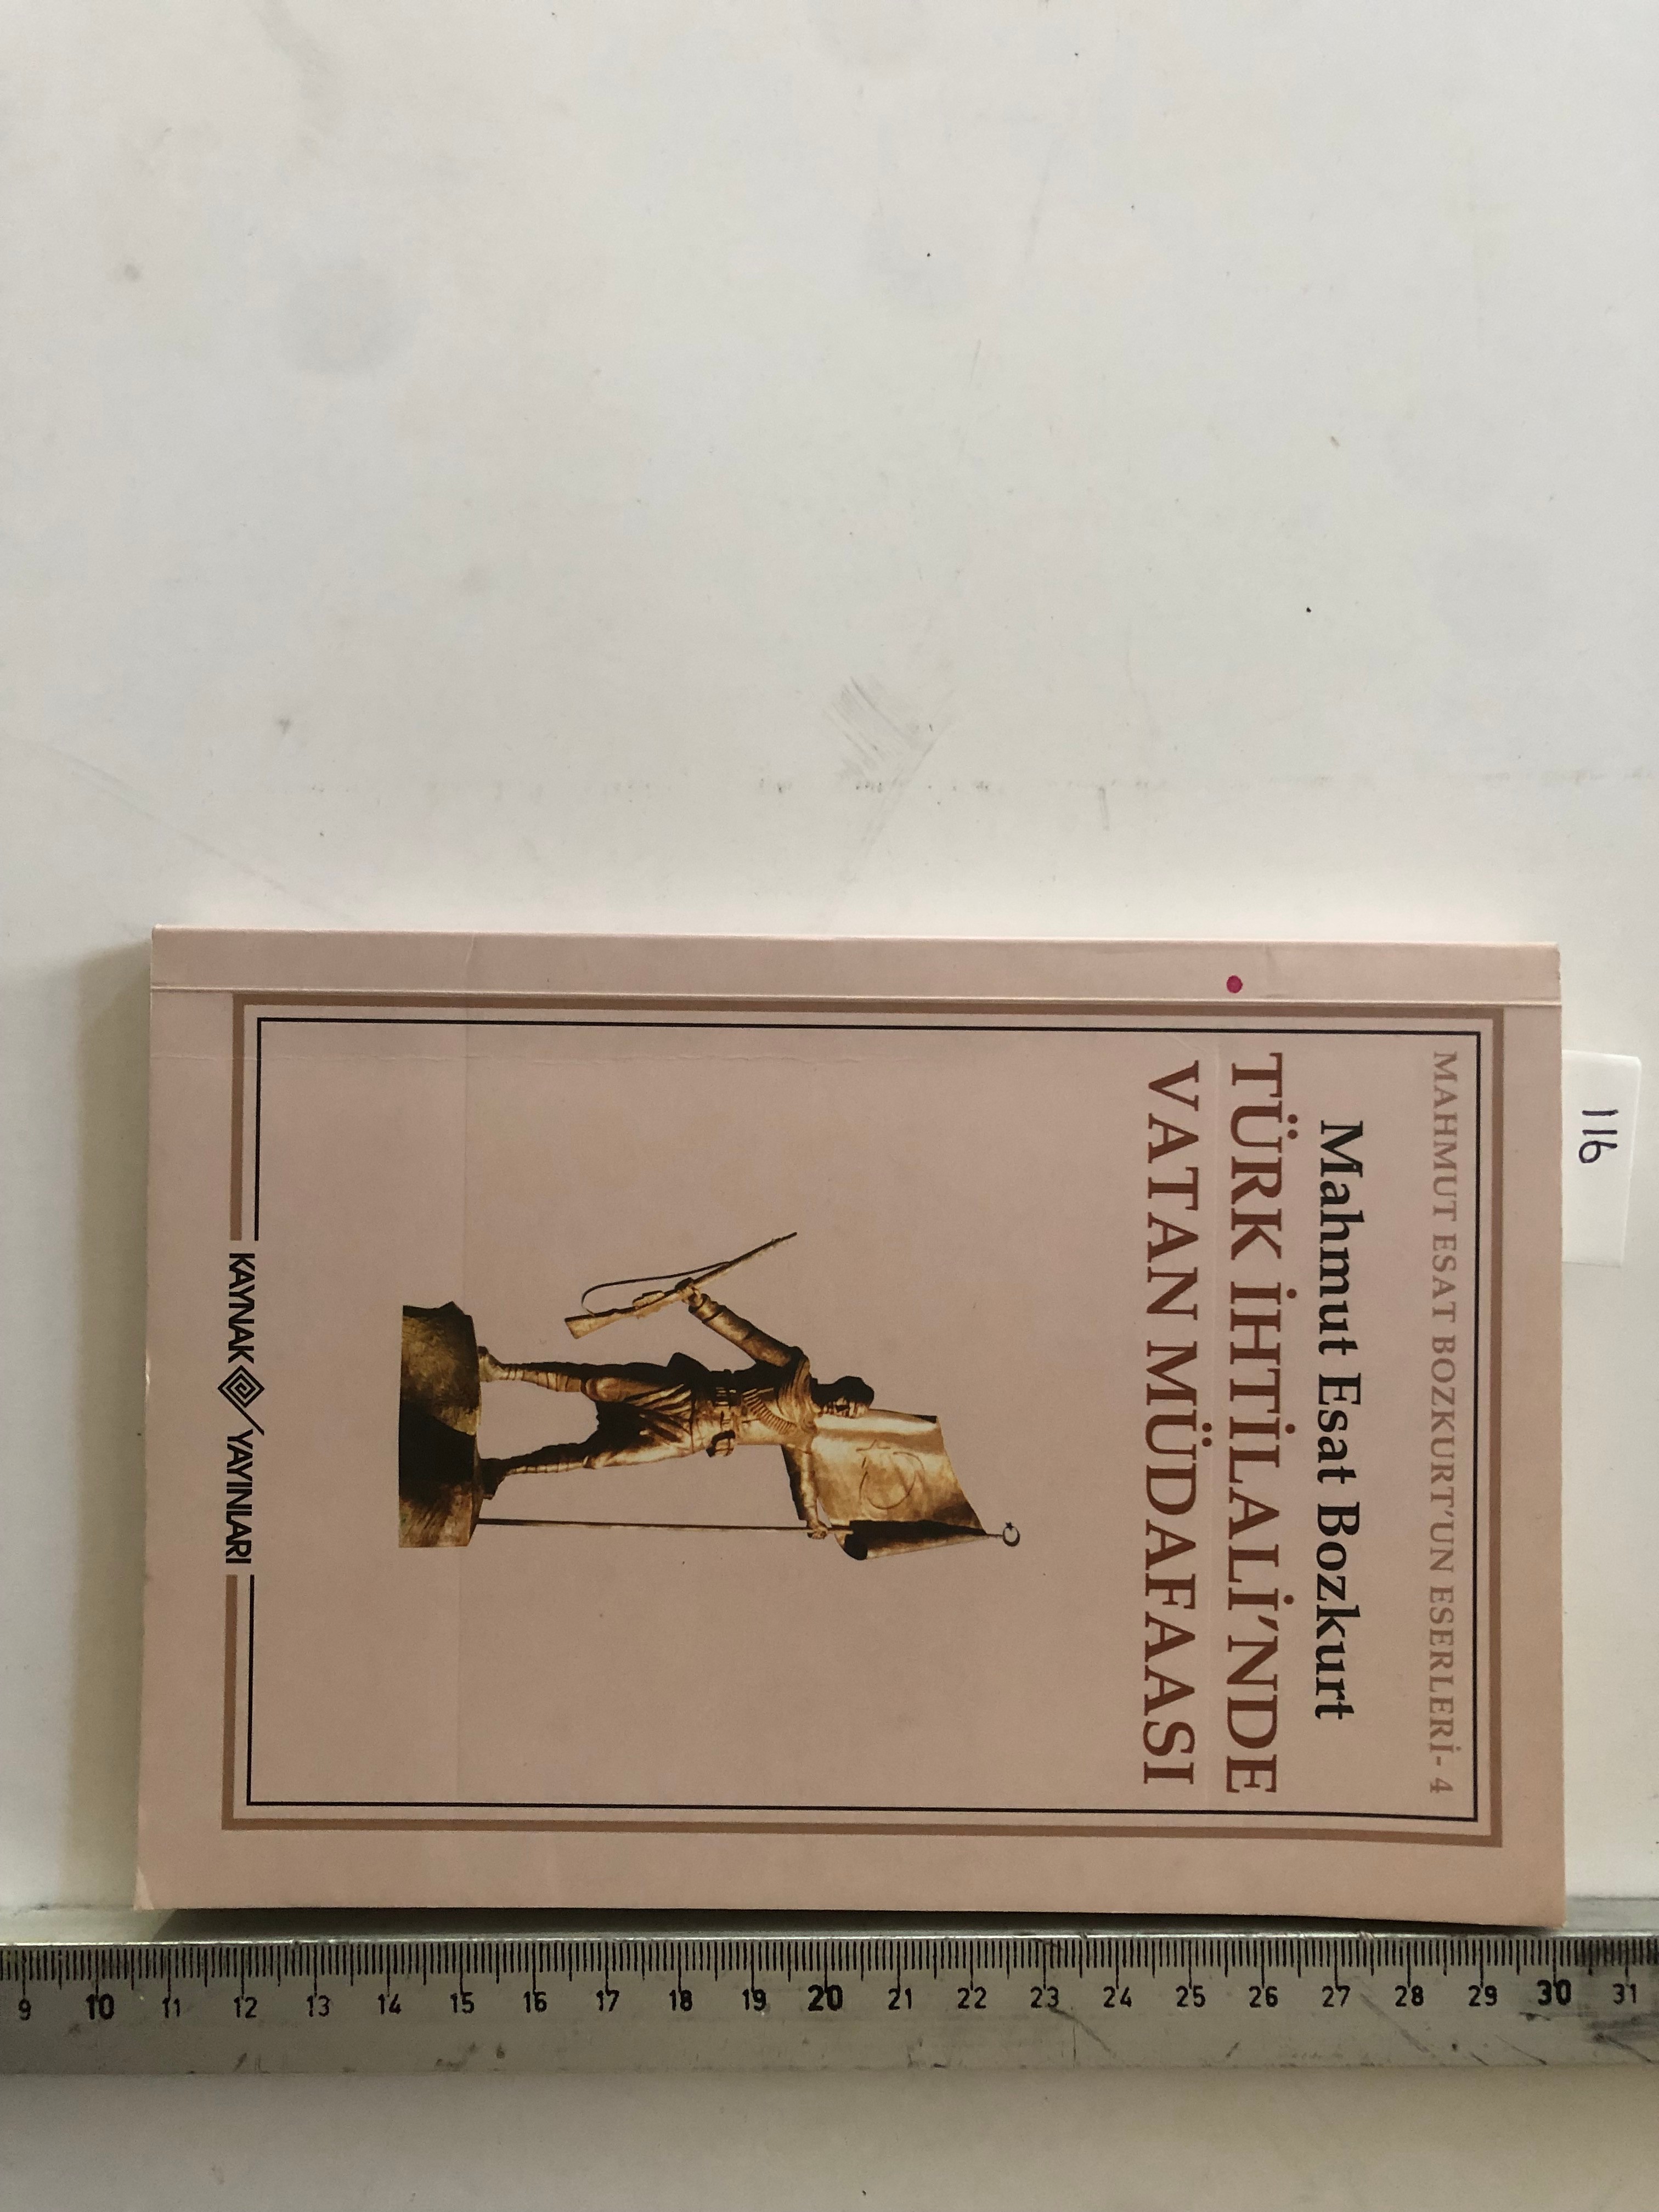 116
MAHMUT ESAT BOZKURT'UN ESERLERİ- 4
Mahmut Esat Bozkurt
TÜRK İHTİLALİ'NDE
VATAN MÜDAFAASI
KAYNAK YAYINLARI
9 10 11 12 13 14 15 16 17 18 19 20 21 22 23 24 25 26 27 28 29 30 31